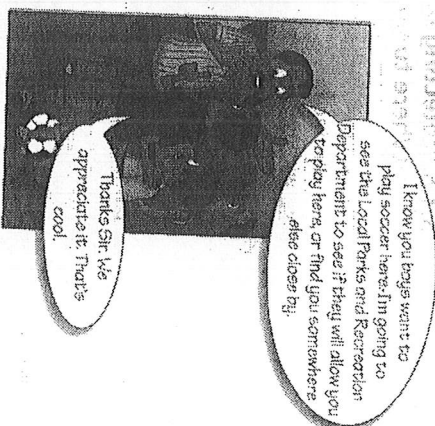 I know you boys want to
play soccer here. I'm going to
see the Local Parks and Recreation
Department to see if they will allow you
to play here, or find you somewhere
else close by.
Thanks Sir. We
appreciate it. That's
cool.